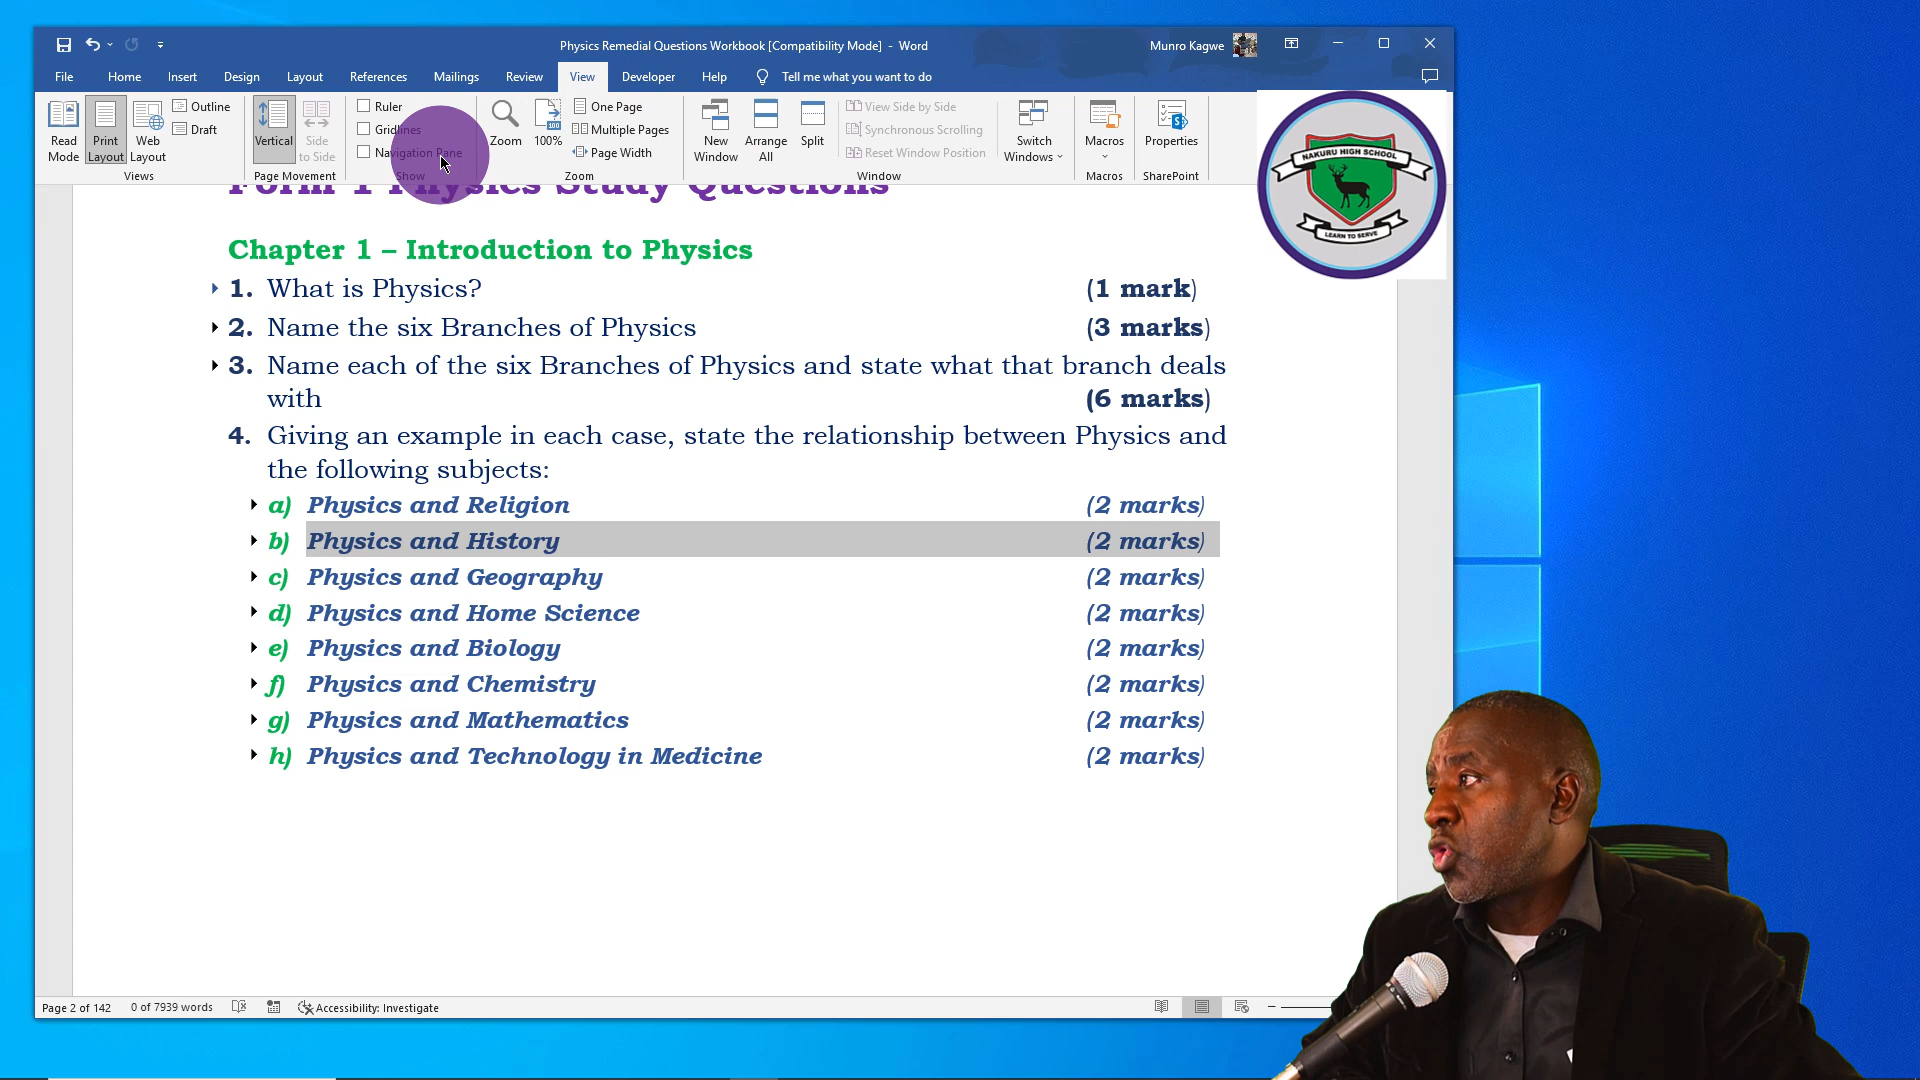 Physics Remedial Questions Workbook [Compatibility Mode] - Word
Munro Kagwe
File Home Insert Design Layout References Mailings Review View Developer Help Tell me what you want to do
Read Mode
Print Layout
Web Layout
Outline
Draft
Views
Vertical
Side to Side
Page Movement
Ruler
Gridlines
Navigation Pane
Show
Zoom
100
100%
One Page
Multiple Pages
Page Width
Zoom
New Window
Arrange All
Split
View Side by Side
Synchronous Scrolling
Reset Window Position
Window
Switch Windows
Macros
Macros
Properties
SharePoint
NAKURU HIGH SCHOOL
LEARN TO SERVE
Form 1 Physics Study Questions
Chapter 1 – Introduction to Physics
1. What is Physics? (1 mark)
2. Name the six Branches of Physics (3 marks)
3. Name each of the six Branches of Physics and state what that branch deals
with (6 marks)
4. Giving an example in each case, state the relationship between Physics and
the following subjects:
a) Physics and Religion (2 marks)
b) Physics and History (2 marks)
c) Physics and Geography (2 marks)
d) Physics and Home Science (2 marks)
e) Physics and Biology (2 marks)
f) Physics and Chemistry (2 marks)
g) Physics and Mathematics (2 marks)
h) Physics and Technology in Medicine (2 marks)
Page 2 of 142 0 of 7939 words Accessibility: Investigate